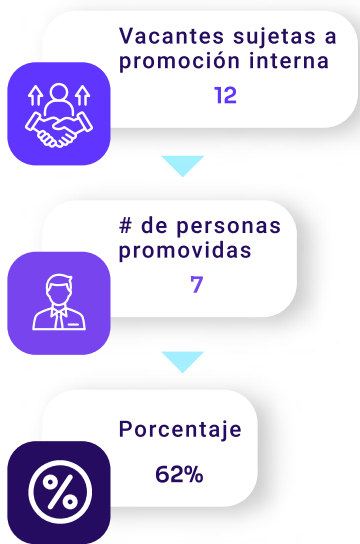 Vacantes sujetas a
promoción interna
12
# de personas
promovidas
7
Porcentaje
62%